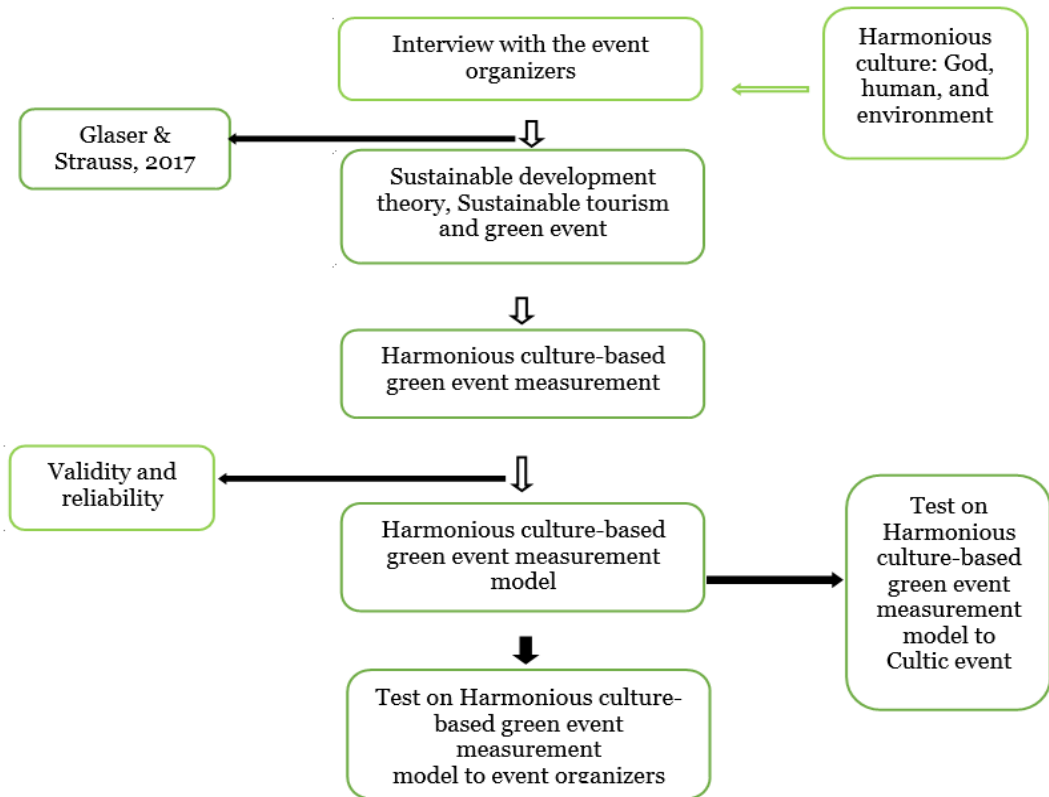 Interview with the event
organizers
Harmonious
culture: God,
human, and
environment
Glaser &
Strauss, 2017
Sustainable development
theory, Sustainable tourism
and green event
Harmonious culture-based
green event measurement
Validity and
reliability
Harmonious culture-based
green event measurement
model
Test on
Harmonious
culture-based
green event
measurement
model to
Cultic event
Test on Harmonious culture-
based green event
measurement
model to event organizers